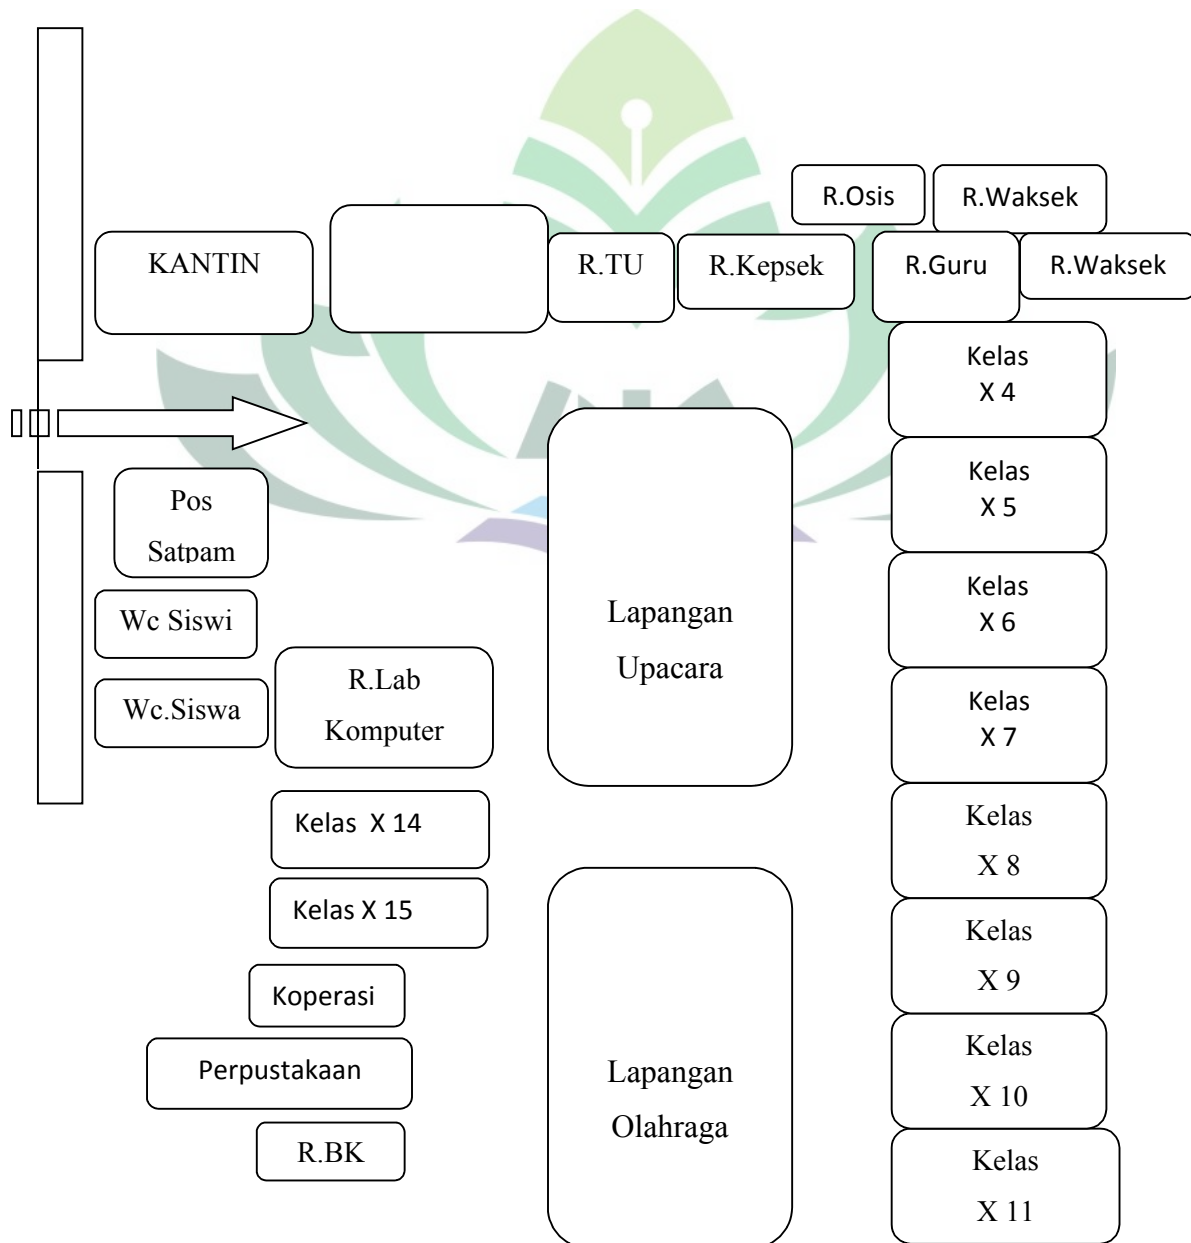 R.Osis
R.Waksek
KANTIN
R.TU
R.Kepsek
R.Guru
R.Waksek
Kelas
X 4
Kelas
X 5
Pos
Satpam
Kelas
X 6
Wc Siswi
Lapangan
Upacara
R.Lab
Komputer
Wc.Siswa
Kelas
X 7
Kelas X 14
Kelas
X 8
Kelas X 15
Kelas
X 9
Koperasi
Perpustakaan
Lapangan
Olahraga
Kelas
X 10
R.BK
Kelas
X 11